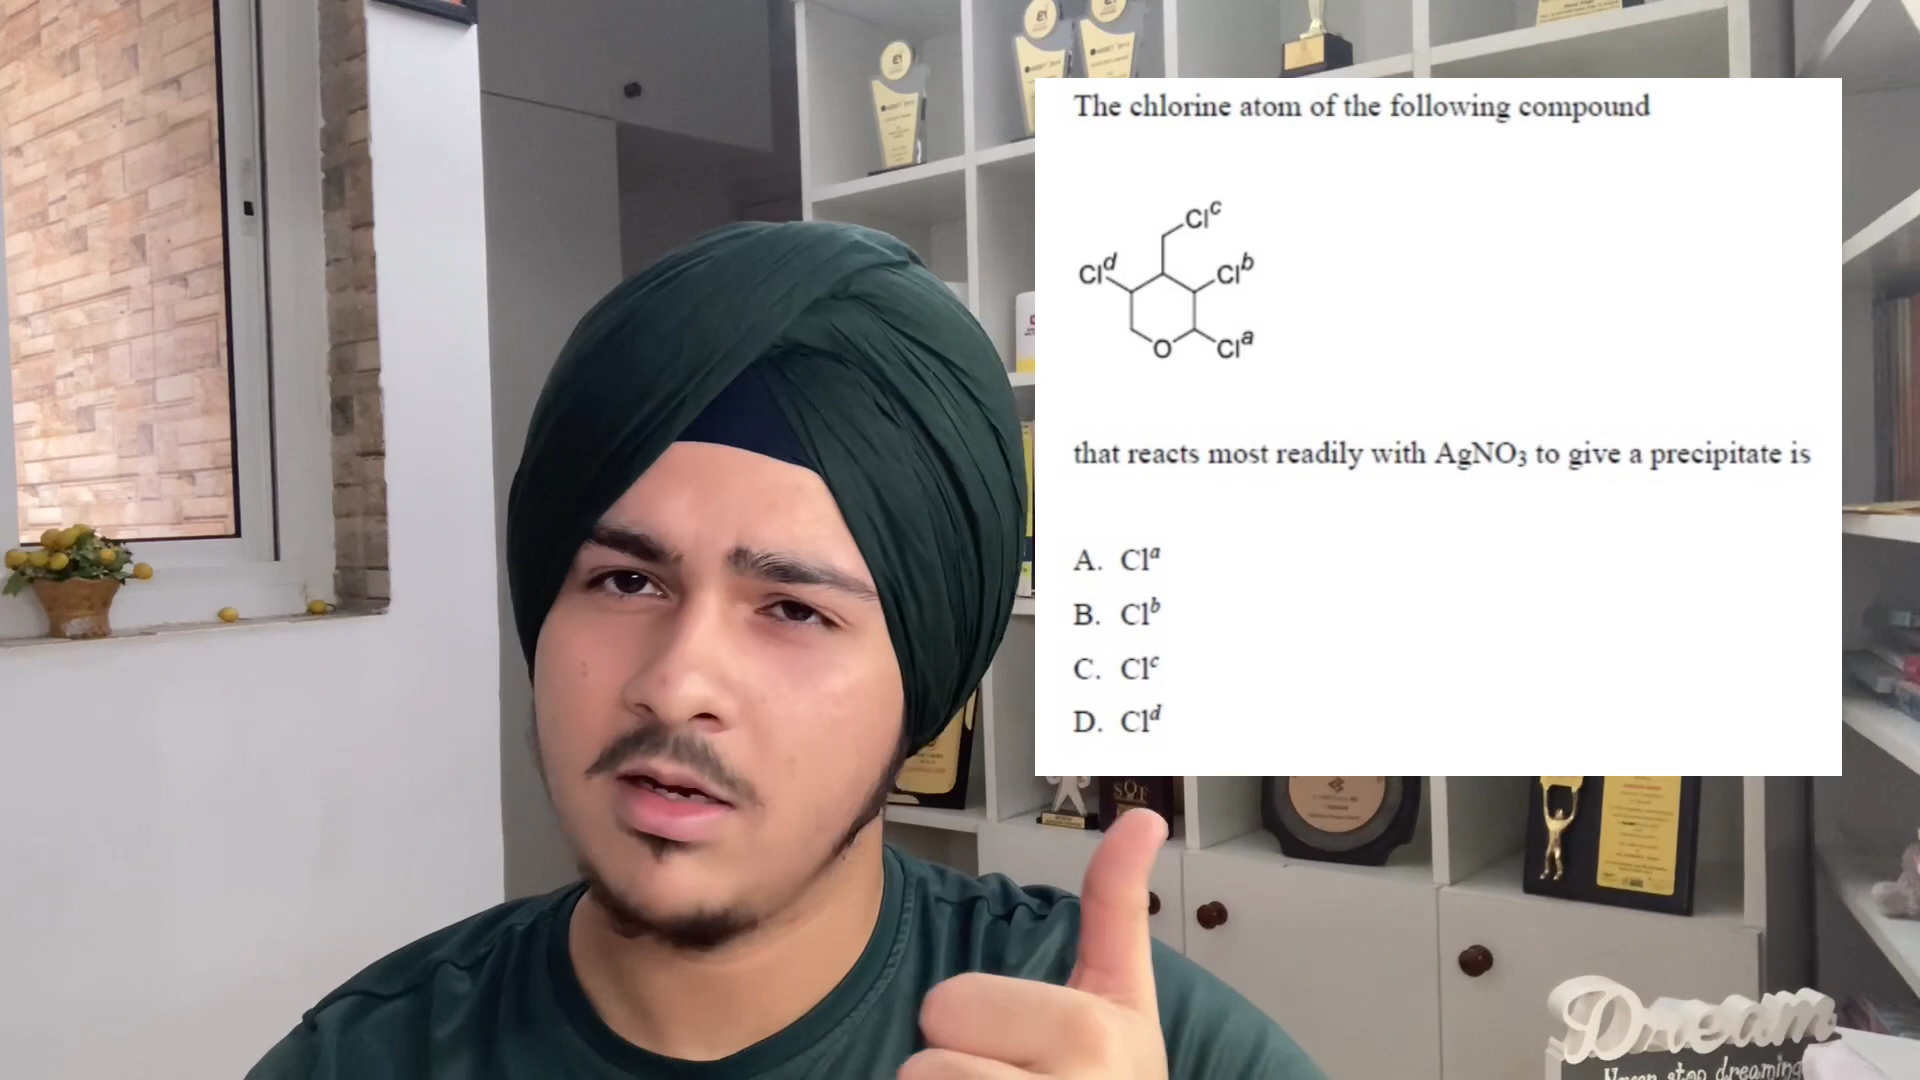 The chlorine atom of the following compound
Cl^c
Cl^d
Cl^b
O
Cl^a
that reacts most readily with AgNO₃ to give a precipitate is
A. Cl^a
B. Cl^b
C. Cl^c
D. Cl^d
SOF
Dream
Never stop dreaming